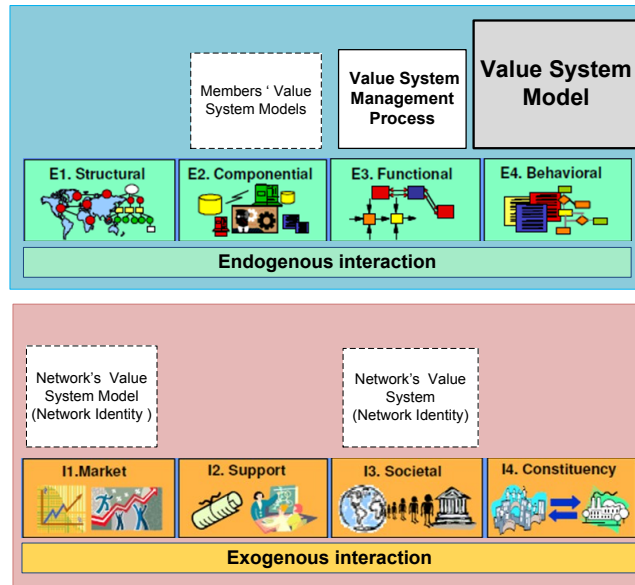 Members ‘ Value
System Models
Value System
Management
Process
Value System
Model
E1. Structural
E2. Componential
E3. Functional
E4. Behavioral
Endogenous interaction
Network’s Value
System Model
(Network Identity )
Network’s Value
System
(Network Identity)
I1.Market
I2. Support
I3. Societal
I4. Constituency
Exogenous interaction